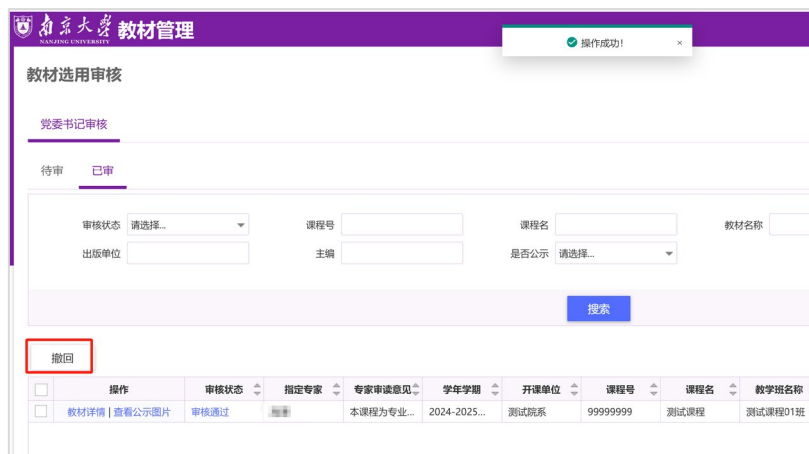 南京大学 教材管理
NANJING UNIVERSITY
操作成功! ×
教材选用审核
党委书记审核
待审 已审
审核状态 请选择... 课程号 课程名 教材名称
出版单位 主编 是否公示 请选择...
搜索
撤回
操作 审核状态 指定专家 专家审读意见 学年学期 开课单位 课程号 课程名 教学班名称
教材详情 | 查看公示图片 审核通过 本课程为专业... 2024-2025... 测试院系 99999999 测试课程 测试课程01班